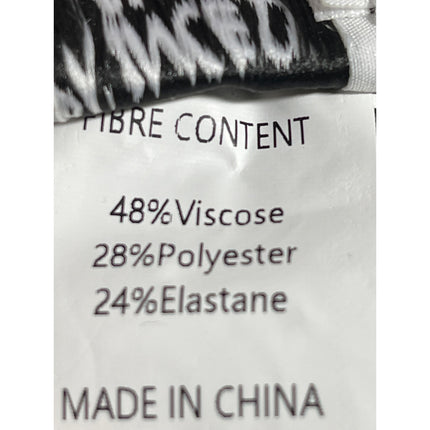 FIBRE CONTENT
48%Viscose
28%Polyester
24%Elastane
MADE IN CHINA